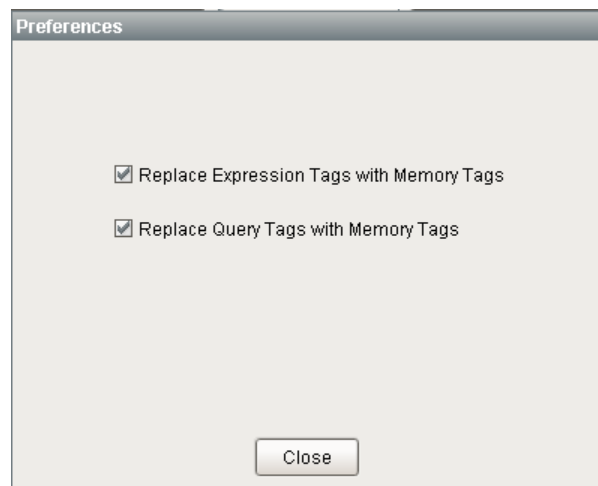 Preferences
Replace Expression Tags with Memory Tags
Replace Query Tags with Memory Tags
Close